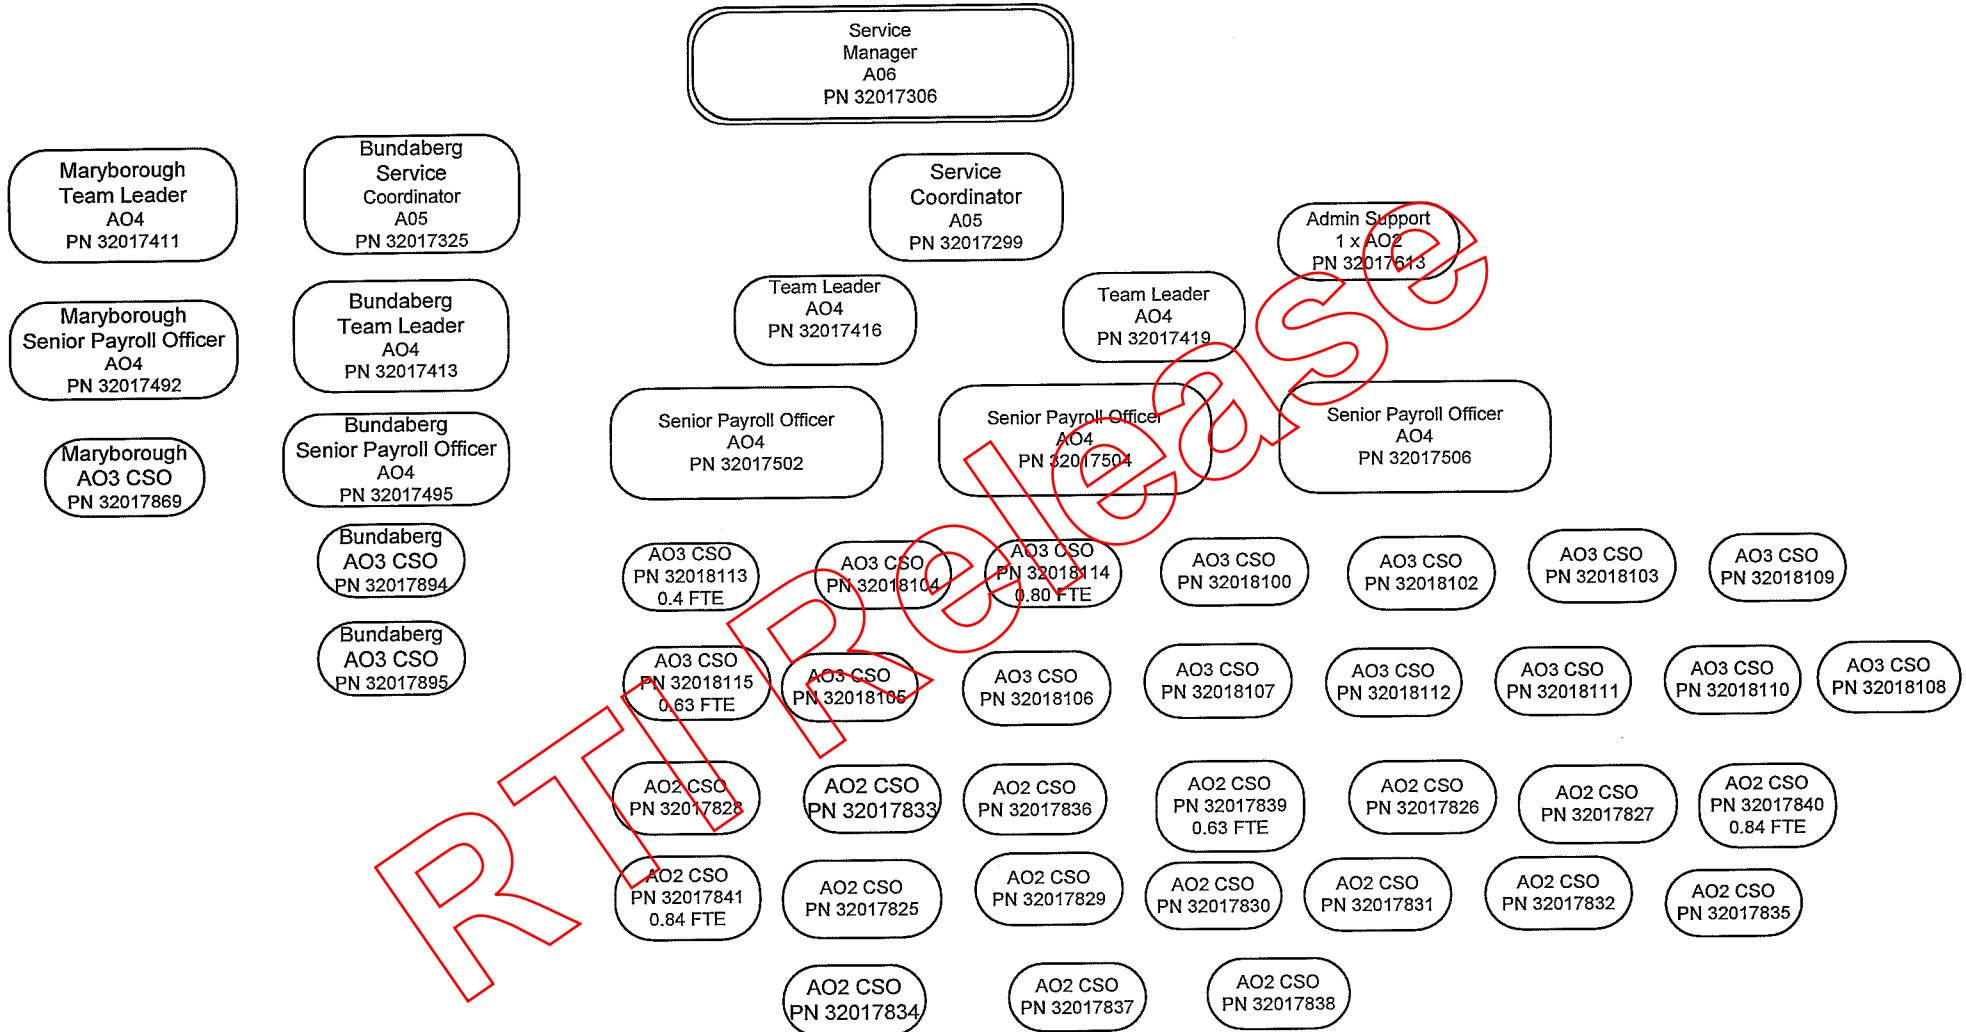 Service
Manager
A06
PN 32017306
Maryborough
Team Leader
AO4
PN 32017411
Bundaberg
Service
Coordinator
A05
PN 32017325
Service
Coordinator
A05
PN 32017299
Admin Support
1 x AO2
PN 32017613
Maryborough
Senior Payroll Officer
AO4
PN 32017492
Bundaberg
Team Leader
AO4
PN 32017413
Team Leader
AO4
PN 32017416
Team Leader
AO4
PN 32017419
Maryborough
AO3 CSO
PN 32017869
Bundaberg
Senior Payroll Officer
AO4
PN 32017495
Senior Payroll Officer
AO4
PN 32017502
Senior Payroll Officer
AO4
PN 32017504
Senior Payroll Officer
AO4
PN 32017506
Bundaberg
AO3 CSO
PN 32017894
AO3 CSO
PN 32018113
0.4 FTE
AO3 CSO
PN 32018104
AO3 CSO
PN 32018114
0.80 FTE
AO3 CSO
PN 32018100
AO3 CSO
PN 32018102
AO3 CSO
PN 32018103
AO3 CSO
PN 32018109
Bundaberg
AO3 CSO
PN 32017895
AO3 CSO
PN 32018115
0.63 FTE
AO3 CSO
PN 32018105
AO3 CSO
PN 32018106
AO3 CSO
PN 32018107
AO3 CSO
PN 32018112
AO3 CSO
PN 32018111
AO3 CSO
PN 32018110
AO3 CSO
PN 32018108
AO2 CSO
PN 32017828
AO2 CSO
PN 32017833
AO2 CSO
PN 32017836
AO2 CSO
PN 32017839
0.63 FTE
AO2 CSO
PN 32017826
AO2 CSO
PN 32017827
AO2 CSO
PN 32017840
0.84 FTE
AO2 CSO
PN 32017841
0.84 FTE
AO2 CSO
PN 32017825
AO2 CSO
PN 32017829
AO2 CSO
PN 32017830
AO2 CSO
PN 32017831
AO2 CSO
PN 32017832
AO2 CSO
PN 32017835
AO2 CSO
PN 32017834
AO2 CSO
PN 32017837
AO2 CSO
PN 32017838
RTI Release